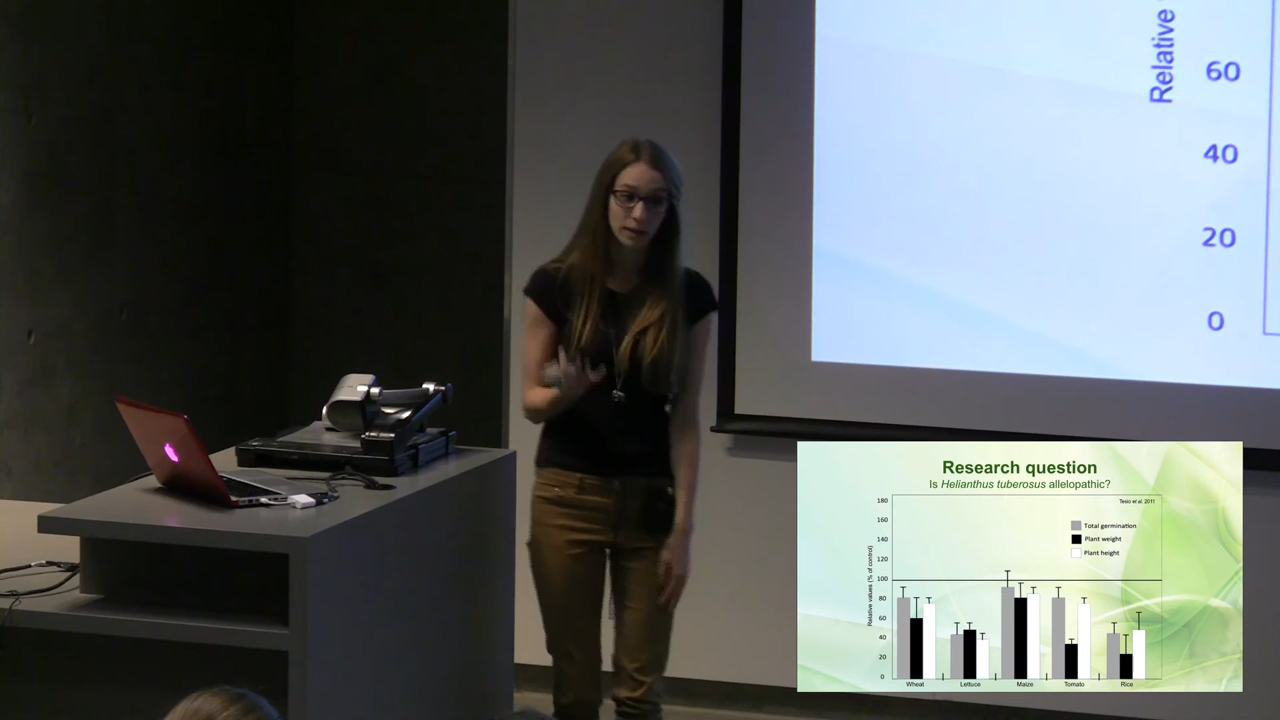 Relative
60
40
20
0
Research question
Is Helianthus tuberosus allelopathic?
Tesio et al. 2011
180
160
140
120
100
80
60
40
20
0
Relative values (% of control)
Total germination
Plant weight
Plant height
Wheat
Lettuce
Maize
Tomato
Rice